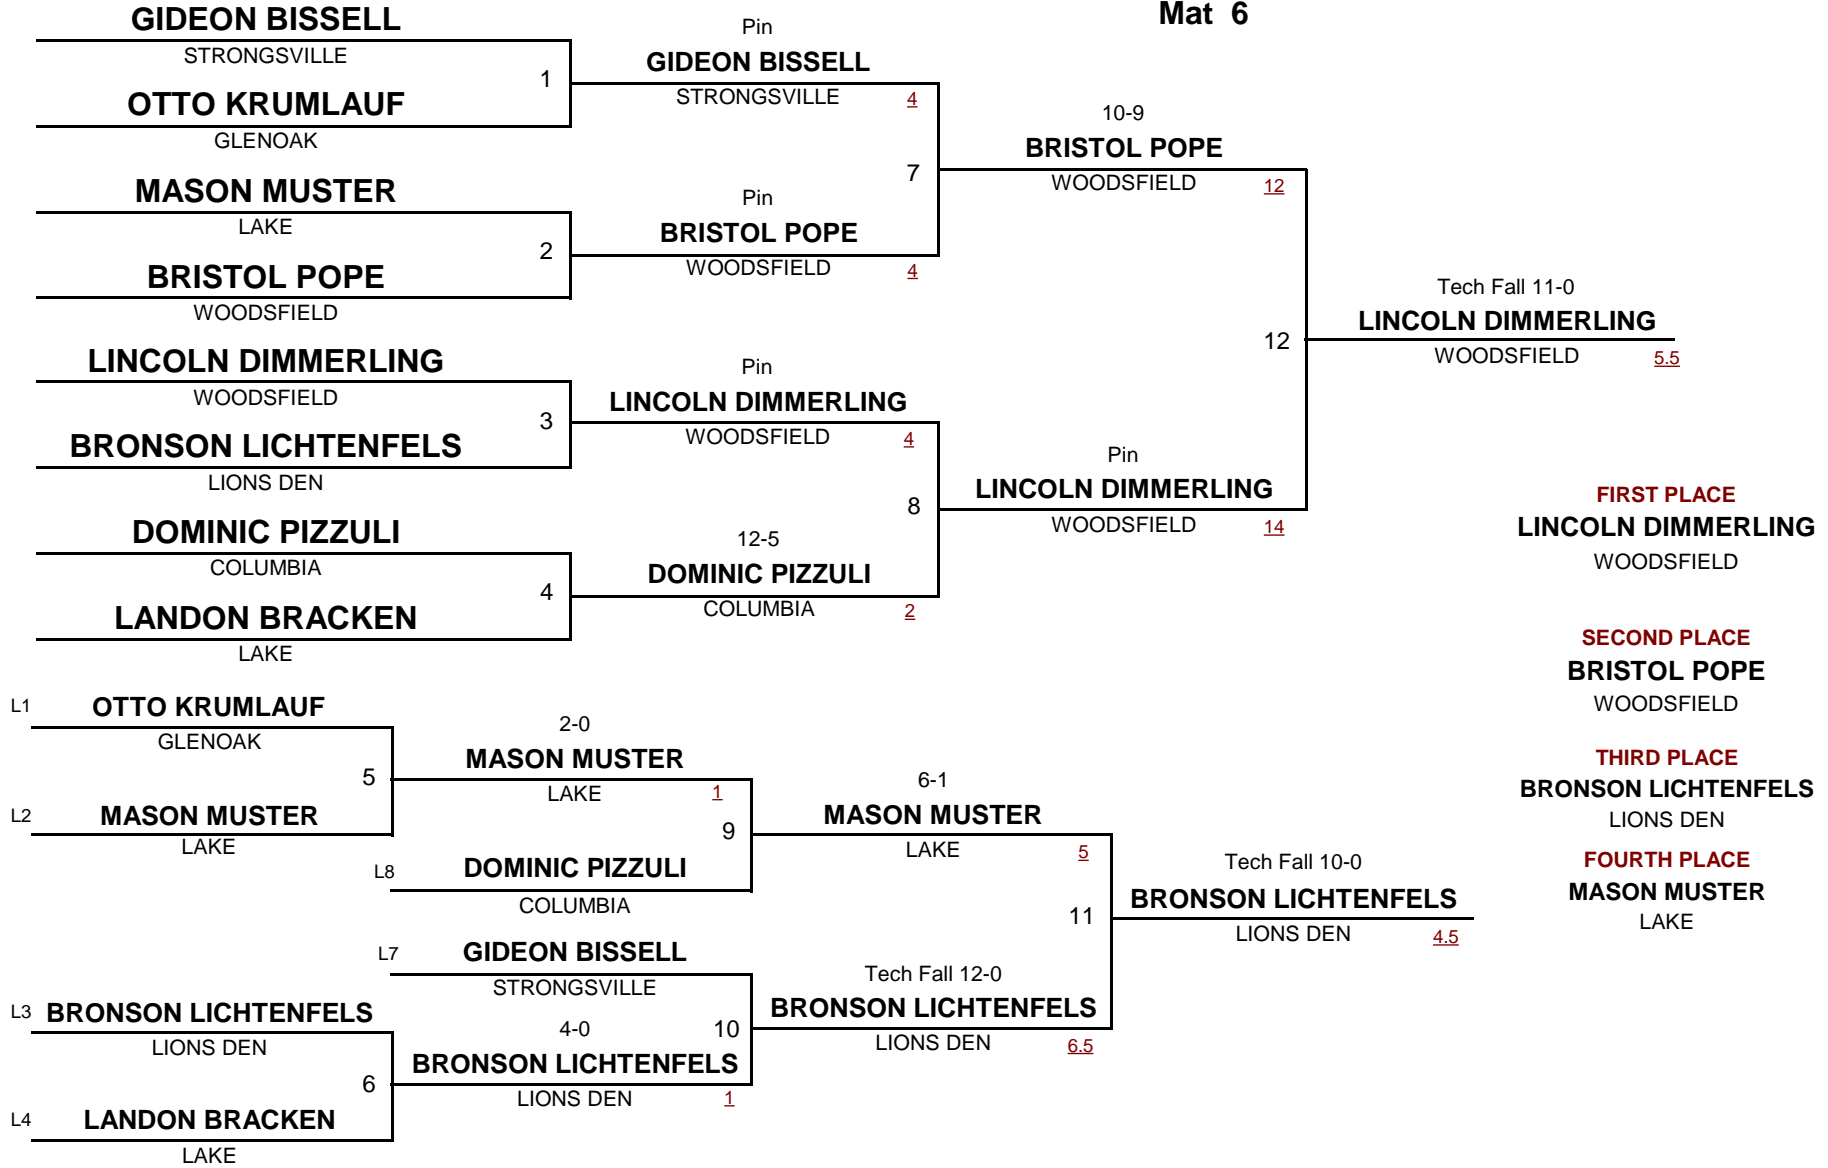 Mat 6
GIDEON BISSELL
STRONGSVILLE
1
OTTO KRUMLAUF
GLENOAK
MASON MUSTER
LAKE
2
BRISTOL POPE
WOODSFIELD
LINCOLN DIMMERLING
WOODSFIELD
3
BRONSON LICHTENFELS
LIONS DEN
DOMINIC PIZZULI
COLUMBIA
4
LANDON BRACKEN
LAKE
Pin
GIDEON BISSELL
STRONGSVILLE 4
7
Pin
BRISTOL POPE
WOODSFIELD 4
Pin
LINCOLN DIMMERLING
WOODSFIELD 4
8
12-5
DOMINIC PIZZULI
COLUMBIA 2
10-9
BRISTOL POPE
WOODSFIELD 12
12
Pin
LINCOLN DIMMERLING
WOODSFIELD 14
Tech Fall 11-0
LINCOLN DIMMERLING
WOODSFIELD 5.5
L1 OTTO KRUMLAUF
GLENOAK
5
L2 MASON MUSTER
LAKE
L3 BRONSON LICHTENFELS
LIONS DEN
6
L4 LANDON BRACKEN
LAKE
2-0
MASON MUSTER
LAKE 1
9
L8 DOMINIC PIZZULI
COLUMBIA
L7 GIDEON BISSELL
STRONGSVILLE
4-0 10
BRONSON LICHTENFELS
LIONS DEN 1
6-1
MASON MUSTER
LAKE 5
11
Tech Fall 12-0
BRONSON LICHTENFELS
LIONS DEN 6.5
Tech Fall 10-0
BRONSON LICHTENFELS
LIONS DEN 4.5
FIRST PLACE
LINCOLN DIMMERLING
WOODSFIELD
SECOND PLACE
BRISTOL POPE
WOODSFIELD
THIRD PLACE
BRONSON LICHTENFELS
LIONS DEN
FOURTH PLACE
MASON MUSTER
LAKE